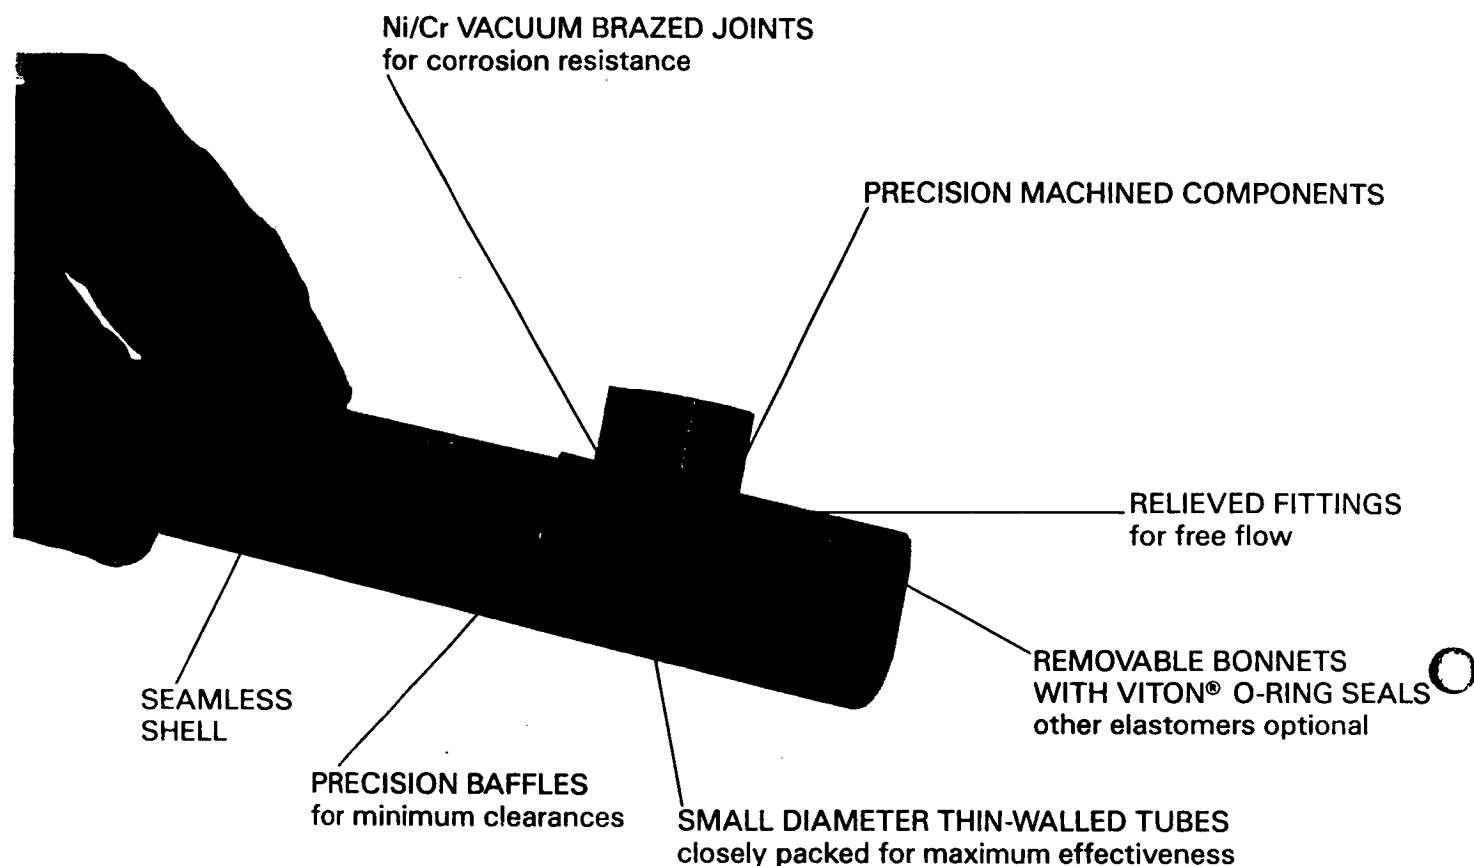 Ni/Cr VACUUM BRAZED JOINTS
for corrosion resistance
PRECISION MACHINED COMPONENTS
RELIEVED FITTINGS
for free flow
REMOVABLE BONNETS
WITH VITON® O-RING SEALS
other elastomers optional
SEAMLESS
SHELL
PRECISION BAFFLES
for minimum clearances
SMALL DIAMETER THIN-WALLED TUBES
closely packed for maximum effectiveness